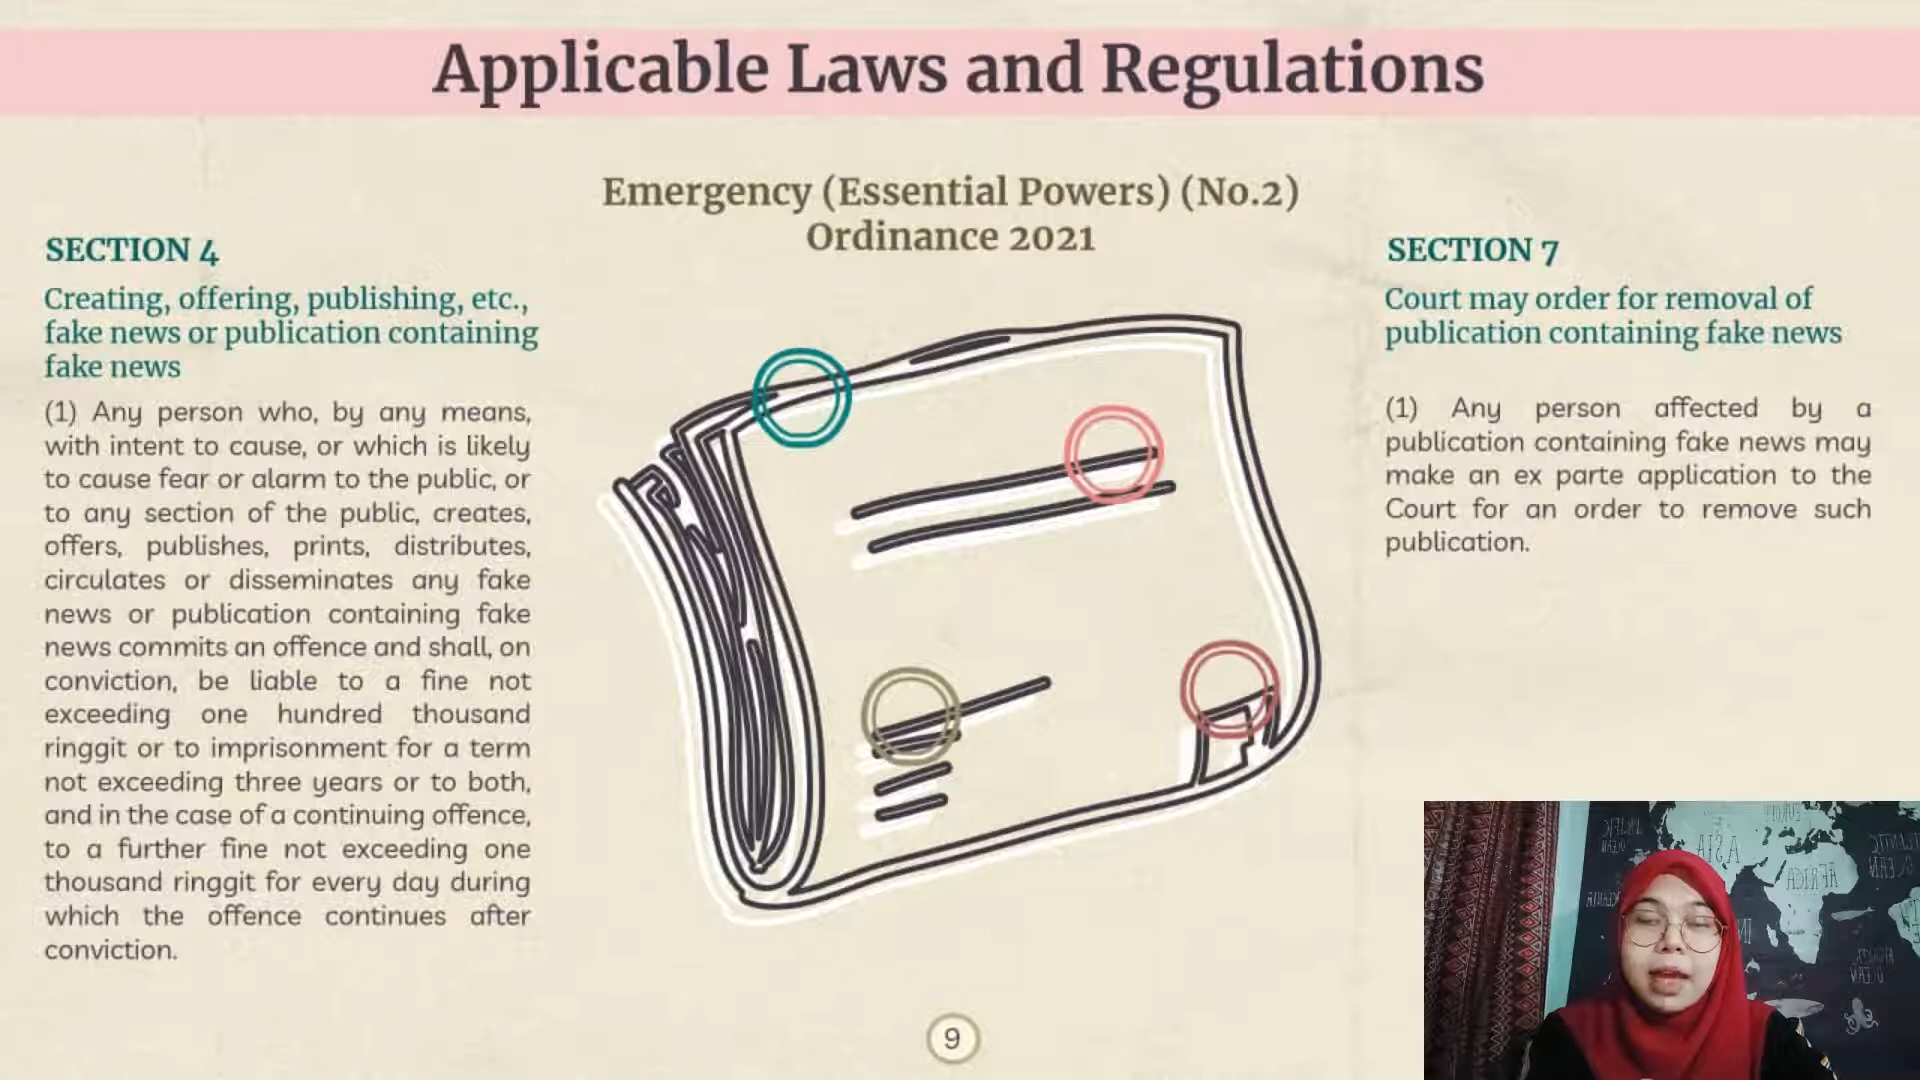 Applicable Laws and Regulations
Emergency (Essential Powers) (No.2)
Ordinance 2021
SECTION 4
Creating, offering, publishing, etc.,
fake news or publication containing
fake news
(1) Any person who, by any means,
with intent to cause, or which is likely
to cause fear or alarm to the public, or
to any section of the public, creates,
offers, publishes, prints, distributes,
circulates or disseminates any fake
news or publication containing fake
news commits an offence and shall, on
conviction, be liable to a fine not
exceeding one hundred thousand
ringgit or to imprisonment for a term
not exceeding three years or to both,
and in the case of a continuing offence,
to a further fine not exceeding one
thousand ringgit for every day during
which the offence continues after
conviction.
SECTION 7
Court may order for removal of
publication containing fake news
(1) Any person affected by a
publication containing fake news may
make an ex parte application to the
Court for an order to remove such
publication.
ASIA
AFRICA
9